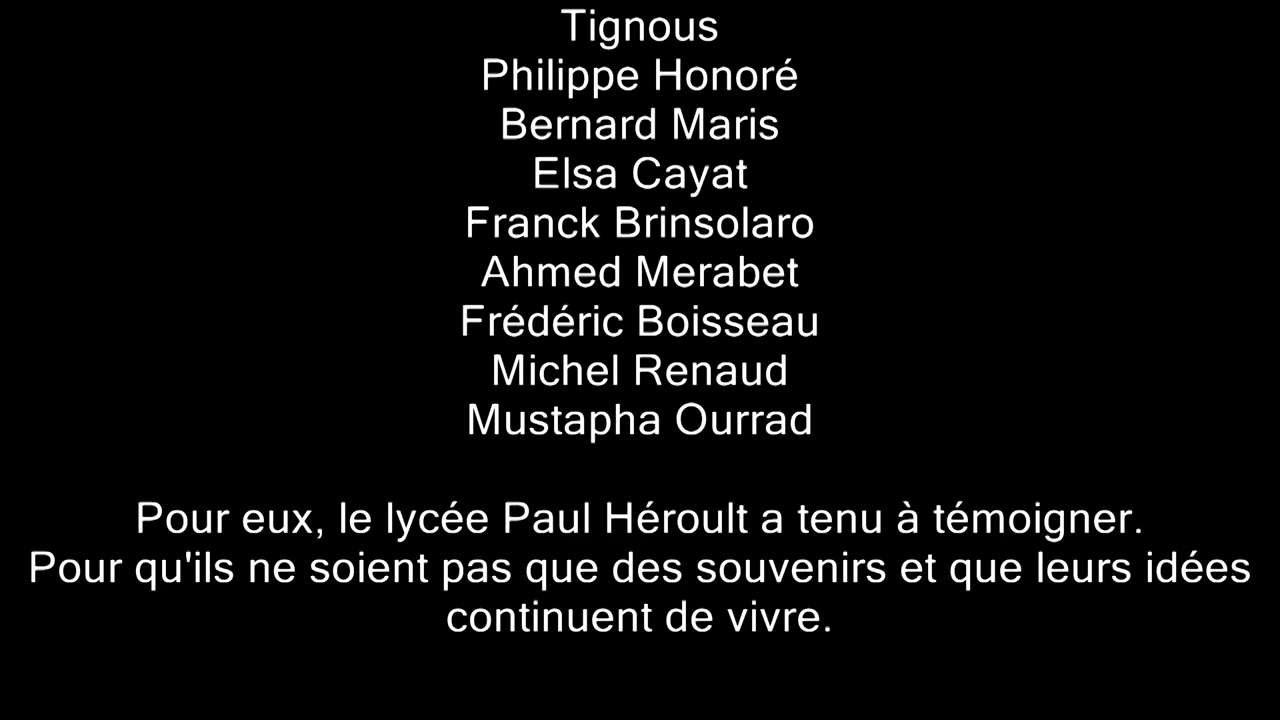 Tignous
Philippe Honoré
Bernard Maris
Elsa Cayat
Franck Brinsolaro
Ahmed Merabet
Frédéric Boisseau
Michel Renaud
Mustapha Ourrad
Pour eux, le lycée Paul Héroult a tenu à témoigner.
Pour qu'ils ne soient pas que des souvenirs et que leurs idées
continuent de vivre.